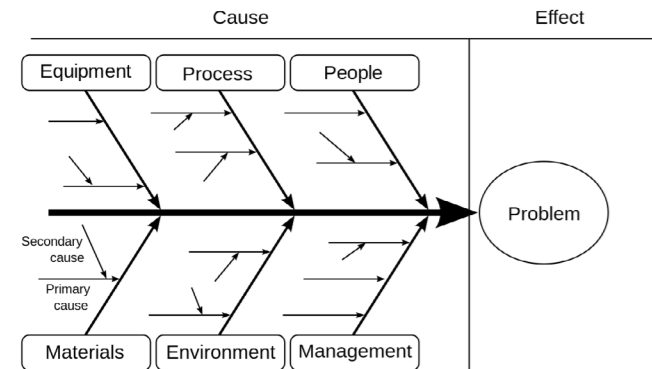 Cause
Effect
Equipment
Process
People
Problem
Secondary
cause
Primary
cause
Materials
Environment
Management